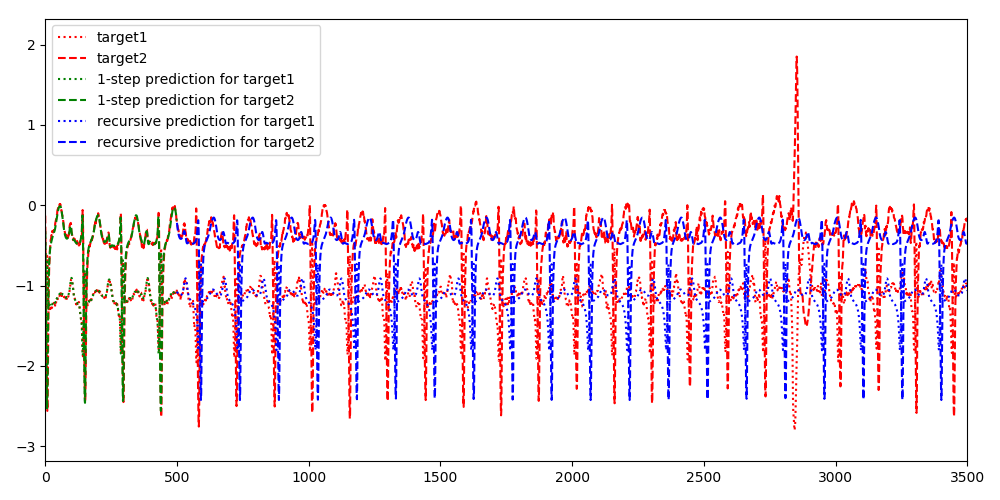 target1
target2
1-step prediction for target1
1-step prediction for target2
recursive prediction for target1
recursive prediction for target2
2
1
0
−1
−2
−3
0 500 1000 1500 2000 2500 3000 3500